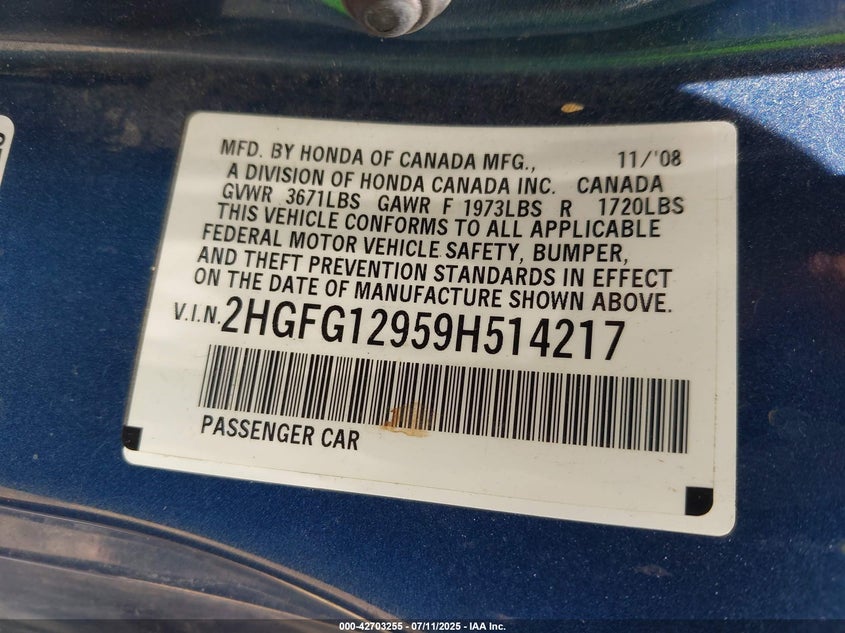 MFD. BY HONDA OF CANADA MFG., 11/'08
A DIVISION OF HONDA CANADA INC. CANADA
GVWR 3671LBS GAWR F 1973LBS R 1720LBS
THIS VEHICLE CONFORMS TO ALL APPLICABLE
FEDERAL MOTOR VEHICLE SAFETY, BUMPER,
AND THEFT PREVENTION STANDARDS IN EFFECT
ON THE DATE OF MANUFACTURE SHOWN ABOVE.
V.I.N. 2HGFG12959H514217
PASSENGER CAR
000-42703255 - 07/11/2025 - IAA Inc.